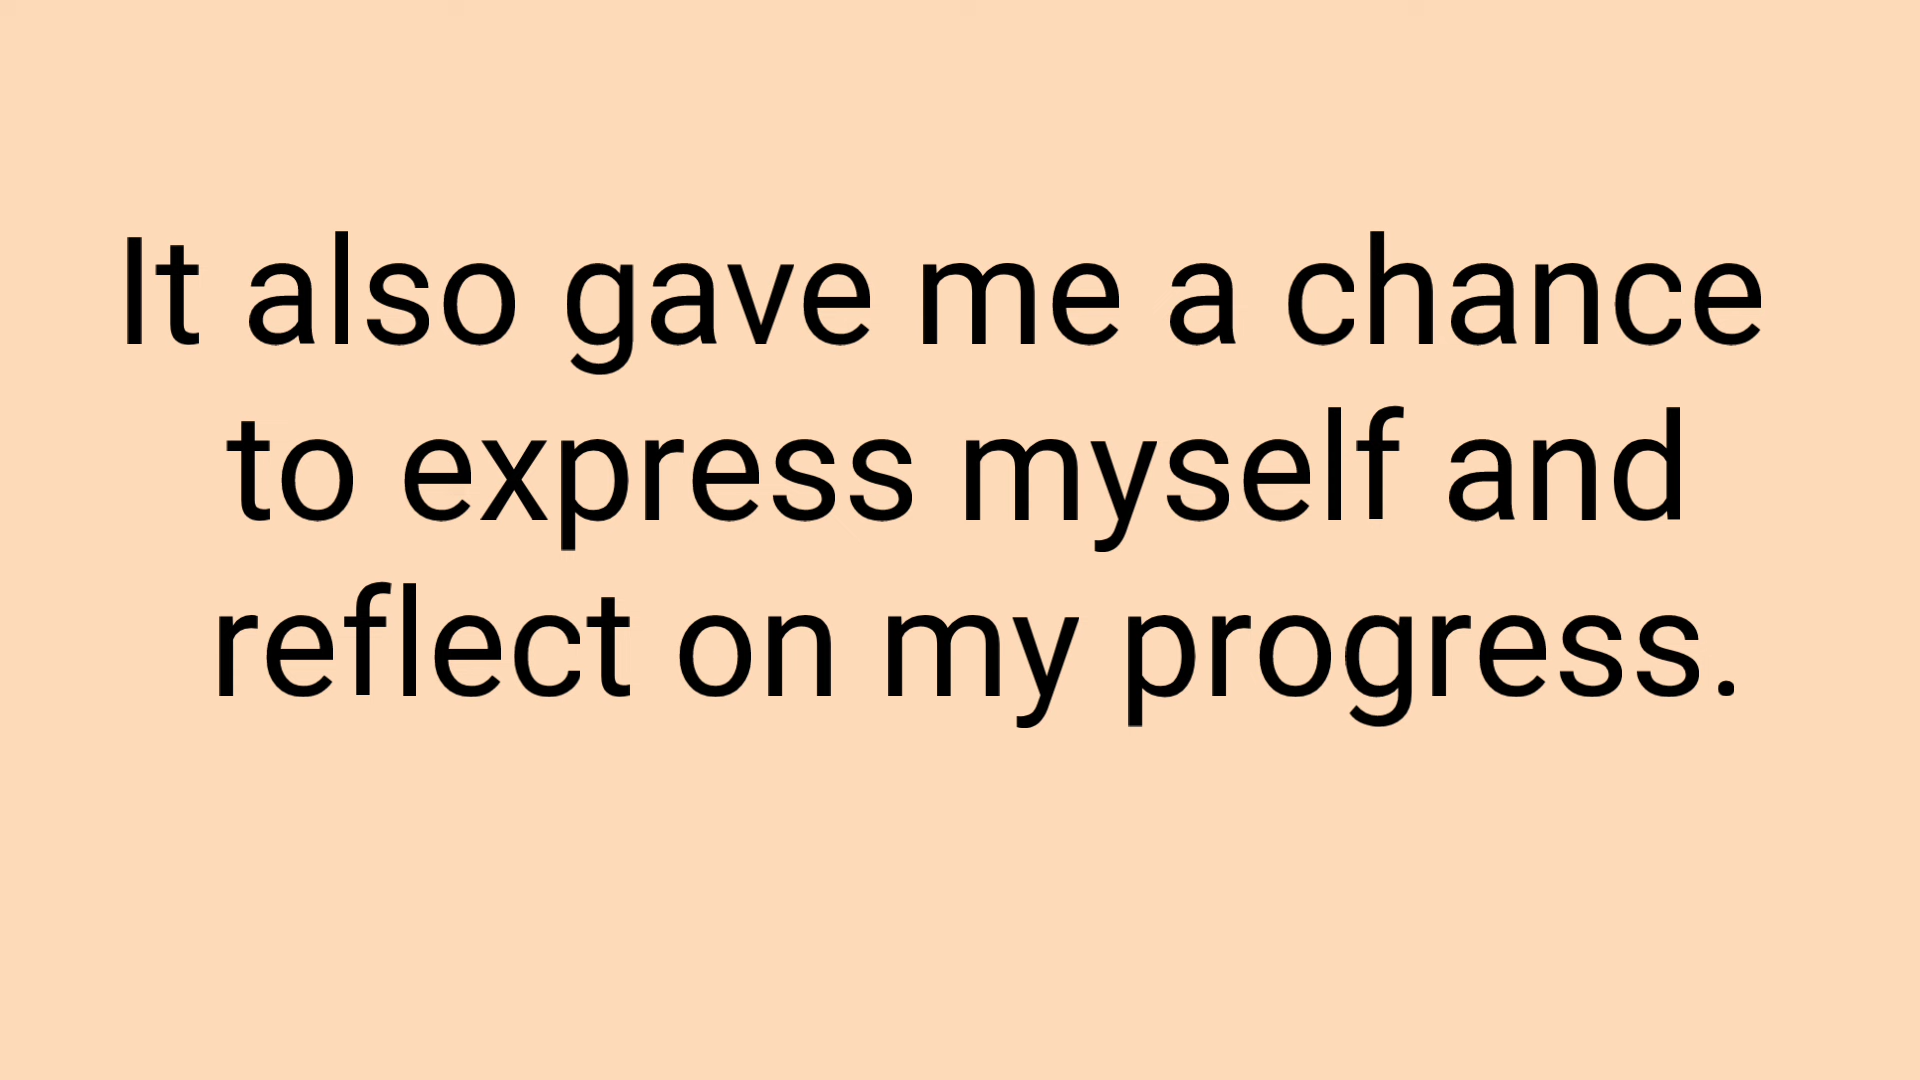 It also gave me a chance
to express myself and
reflect on my progress.